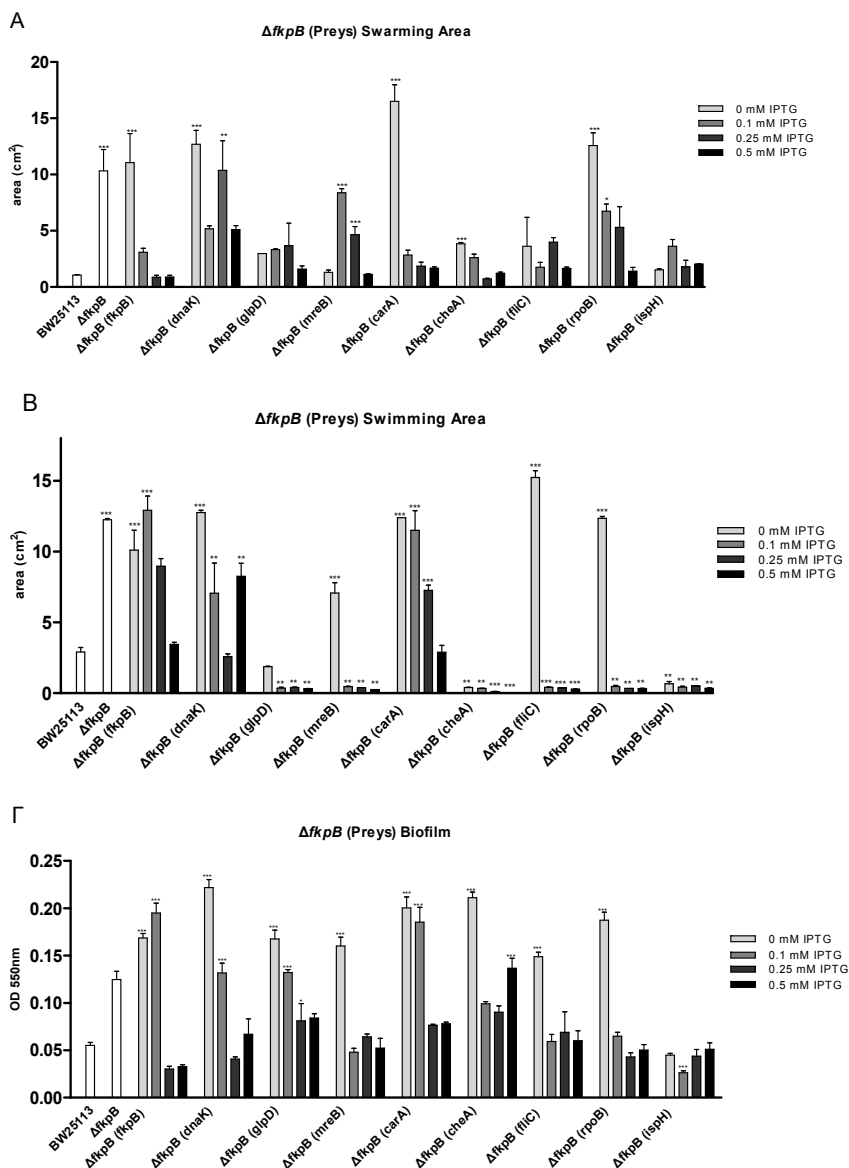 A
ΔfkpB (Preys) Swarming Area
20
15
10
5
0
area (cm²)
*** *** *** ** *** *** *** *** *** *
0 mM IPTG
0.1 mM IPTG
0.25 mM IPTG
0.5 mM IPTG
BW25113
ΔfkpB
ΔfkpB (fkpB)
ΔfkpB (dnaK)
ΔfkpB (glpD)
ΔfkpB (mreB)
ΔfkpB (carA)
ΔfkpB (cheA)
ΔfkpB (fliC)
ΔfkpB (rpoB)
ΔfkpB (ispH)
B
ΔfkpB (Preys) Swimming Area
15
10
5
0
area (cm²)
*** *** *** *** ** ** ** ** ** *** ** ** ** *** *** *** ** ** *** *** *** *** *** *** *** ** ** ** ** ** ** **
0 mM IPTG
0.1 mM IPTG
0.25 mM IPTG
0.5 mM IPTG
BW25113
ΔfkpB
ΔfkpB (fkpB)
ΔfkpB (dnaK)
ΔfkpB (glpD)
ΔfkpB (mreB)
ΔfkpB (carA)
ΔfkpB (cheA)
ΔfkpB (fliC)
ΔfkpB (rpoB)
ΔfkpB (ispH)
Γ
ΔfkpB (Preys) Biofilm
0.25
0.20
0.15
0.10
0.05
0.00
OD 550nm
*** *** *** *** *** *** * *** *** *** *** *** *** *** ***
0 mM IPTG
0.1 mM IPTG
0.25 mM IPTG
0.5 mM IPTG
BW25113
ΔfkpB
ΔfkpB (fkpB)
ΔfkpB (dnaK)
ΔfkpB (glpD)
ΔfkpB (mreB)
ΔfkpB (carA)
ΔfkpB (cheA)
ΔfkpB (fliC)
ΔfkpB (rpoB)
ΔfkpB (ispH)